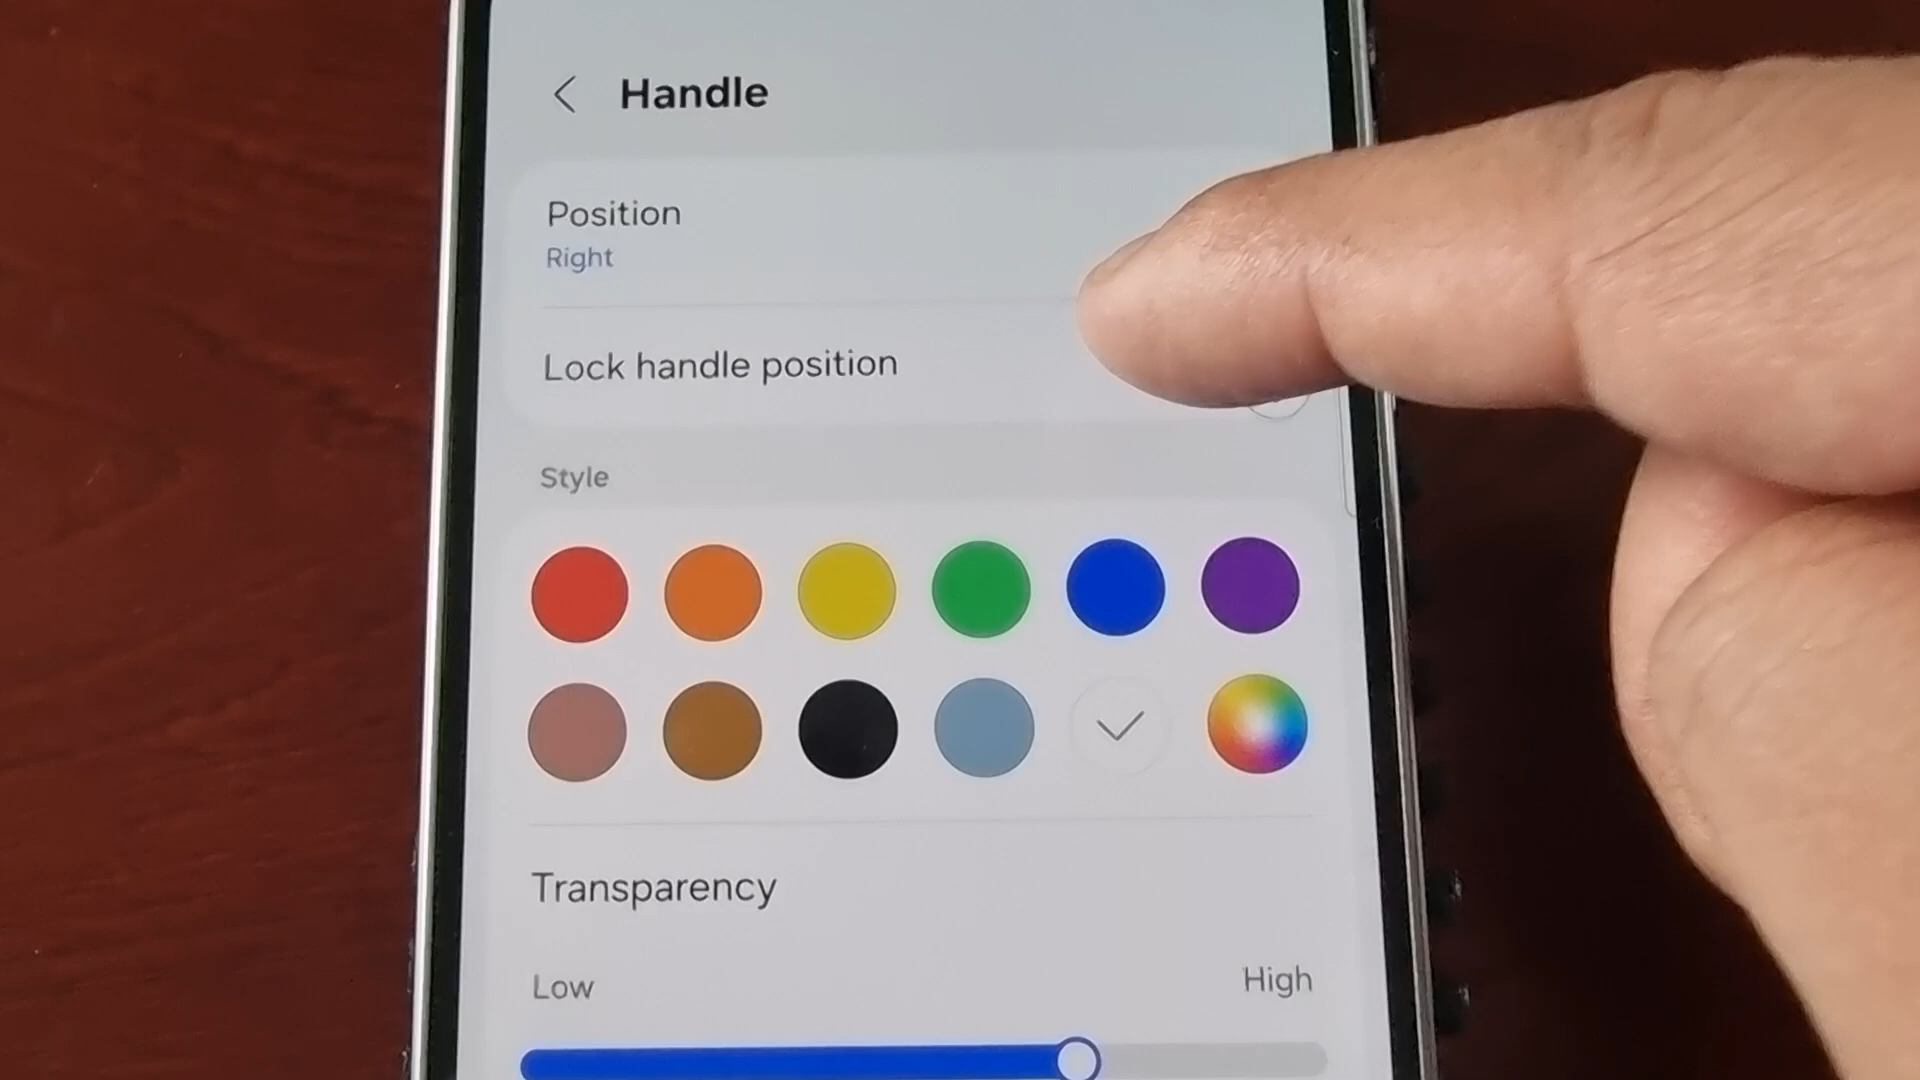 Handle
Position
Right
Lock handle position
Style
Transparency
Low High